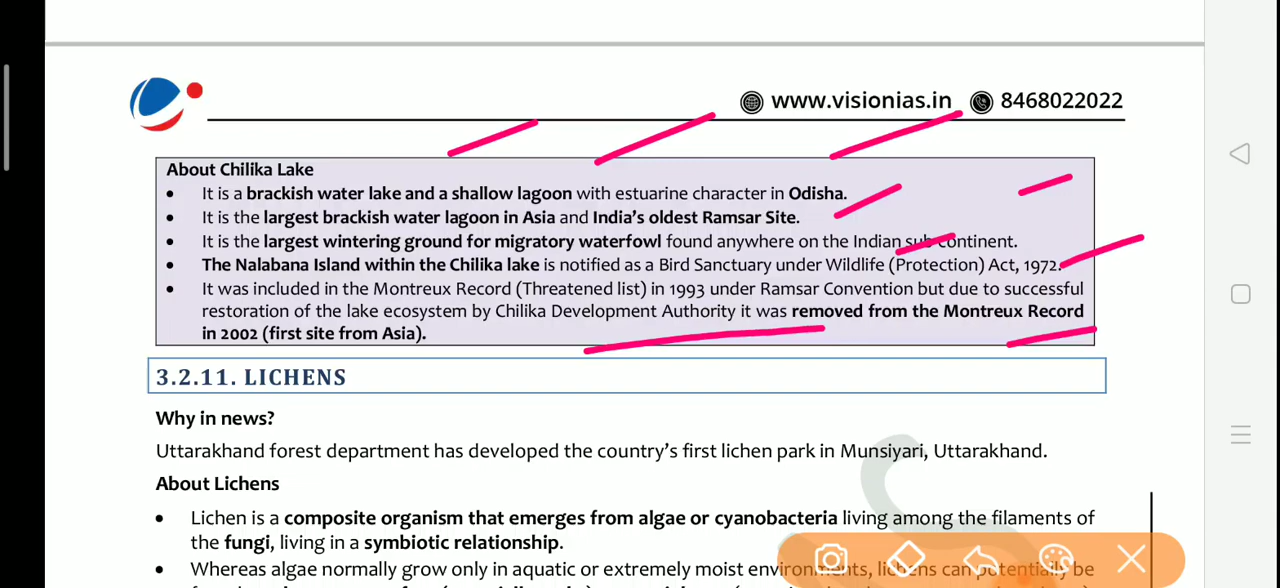 www.visionias.in 8468022022
About Chilika Lake
• It is a brackish water lake and a shallow lagoon with estuarine character in Odisha.
• It is the largest brackish water lagoon in Asia and India's oldest Ramsar Site.
• It is the largest wintering ground for migratory waterfowl found anywhere on the Indian sub-continent.
• The Nalabana Island within the Chilika lake is notified as a Bird Sanctuary under Wildlife (Protection) Act, 1972.
• It was included in the Montreux Record (Threatened list) in 1993 under Ramsar Convention but due to successful
restoration of the lake ecosystem by Chilika Development Authority it was removed from the Montreux Record
in 2002 (first site from Asia).
3.2.11. LICHENS
Why in news?
Uttarakhand forest department has developed the country's first lichen park in Munsiyari, Uttarakhand.
About Lichens
• Lichen is a composite organism that emerges from algae or cyanobacteria living among the filaments of
the fungi, living in a symbiotic relationship.
• Whereas algae normally grow only in aquatic or extremely moist environments, lichens can potentially be